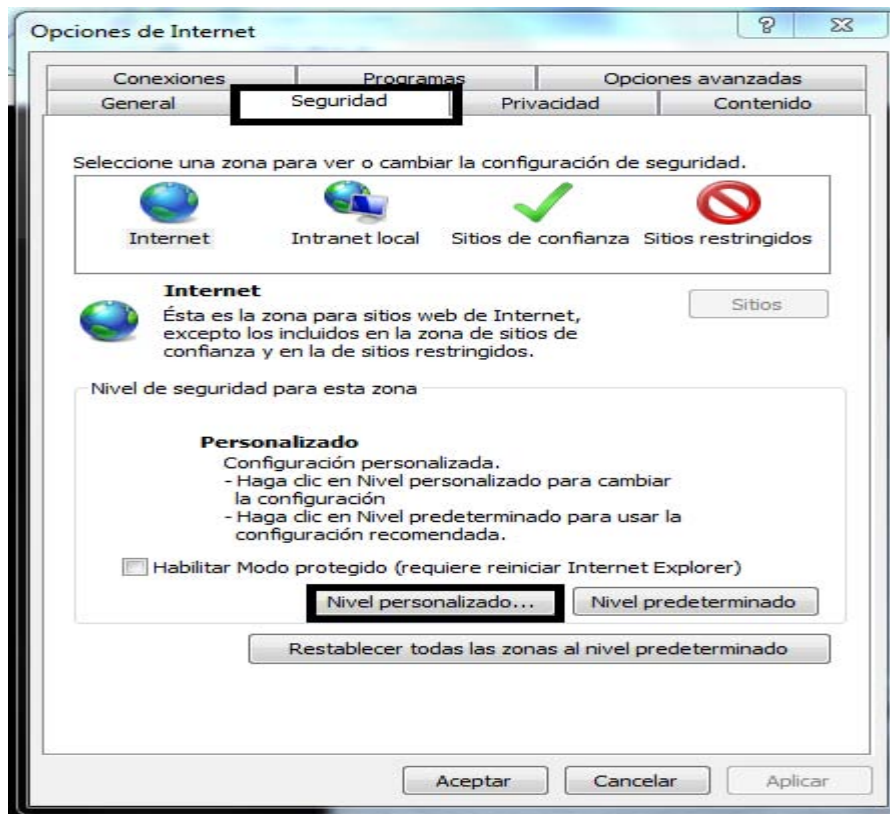 Opciones de Internet
Conexiones Programas Opciones avanzadas
General Seguridad Privacidad Contenido
Seleccione una zona para ver o cambiar la configuración de seguridad.
Internet Intranet local Sitios de confianza Sitios restringidos
Internet
Sitios
Ésta es la zona para sitios web de Internet,
excepto los incluidos en la zona de sitios de
confianza y en la de sitios restringidos.
Nivel de seguridad para esta zona
Personalizado
Configuración personalizada.
- Haga clic en Nivel personalizado para cambiar
la configuración
- Haga clic en Nivel predeterminado para usar la
configuración recomendada.
Habilitar Modo protegido (requiere reiniciar Internet Explorer)
Nivel personalizado... Nivel predeterminado
Restablecer todas las zonas al nivel predeterminado
Aceptar Cancelar Aplicar